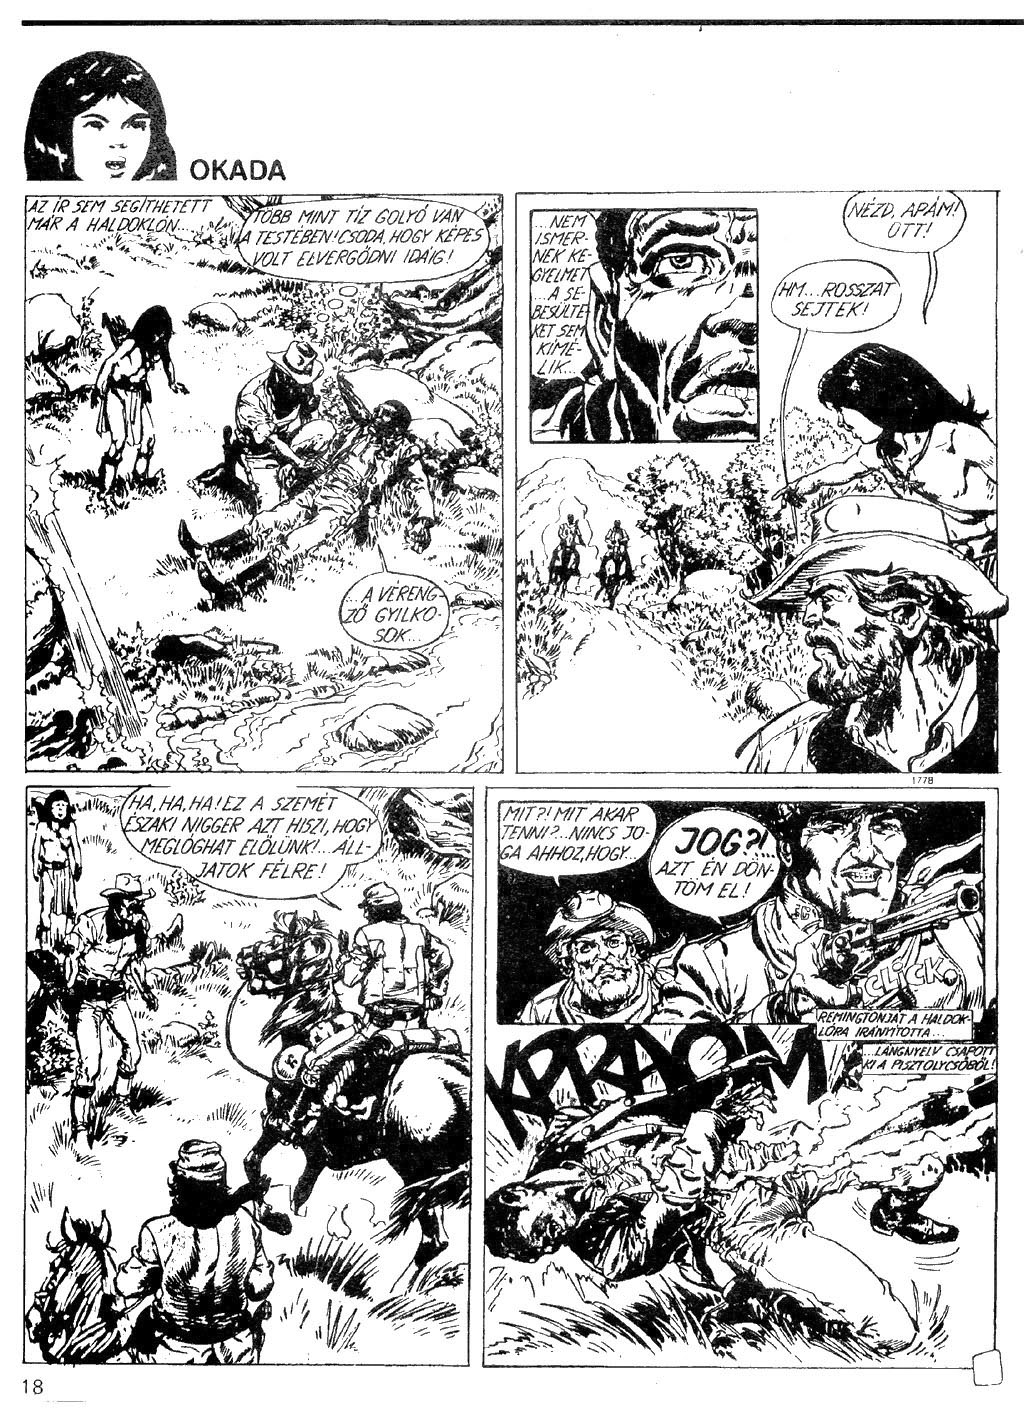 OKADA
AZ ÍR SEM SEGÍTHETETT
MÁR A HALDOKLÓN...
TÖBB MINT TÍZ GOLYÓ VAN
A TESTÉBEN! CSODA, HOGY KÉPES
VOLT ELVERGŐDNI IDÁIG!
...A VÉRENG-
ZŐ GYILKO-
SOK...
...NEM
ISMER-
NEK KE-
GYELMET
...A SE-
BESÜLTE-
KET SEM
KÍMÉ-
LIK...
NÉZD, APÁM!
OTT!
HM...ROSSZAT
SEJTEK!
1778
HA, HA, HA! EZ A SZEMÉT
ÉSZAKI NIGGER AZT HISZI, HOGY
MEGLÓGHAT ELŐLÜNK!...ÁLL-
JATOK FÉLRE!
MIT?! MIT AKAR
TENNI?...NINCS JO-
GA AHHOZ, HOGY...
JOG?!
AZT ÉN DÖN-
TÖM EL!
CLICK.
REMINGTONJÁT A HALDOK-
LÓRA IRÁNYÍTOTTA...
KPRAOM
...LÁNGNYELV CSAPOTT
KI A PISZTOLYCSŐBŐL!
18